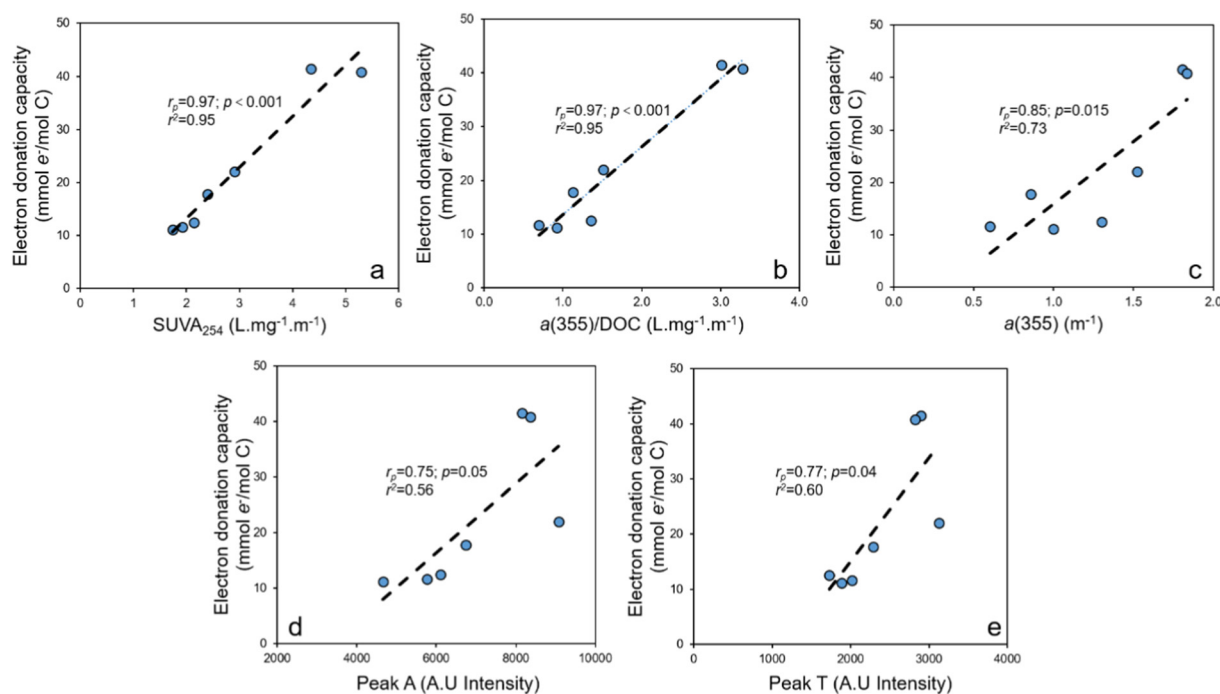 50
40
30
20
10
0
Electron donation capacity
(mmol e⁻/mol C)
rₚ=0.97; p < 0.001
r²=0.95
a
0 1 2 3 4 5 6
SUVA₂₅₄ (L.mg⁻¹.m⁻¹)
50
40
30
20
10
0
Electron donation capacity
(mmol e⁻/mol C)
rₚ=0.97; p < 0.001
r²=0.95
b
0.0 1.0 2.0 3.0 4.0
a(355)/DOC (L.mg⁻¹.m⁻¹)
50
40
30
20
10
0
Electron donation capacity
(mmol e⁻/mol C)
rₚ=0.85; p=0.015
r²=0.73
c
0.0 0.5 1.0 1.5 2.0
a(355) (m⁻¹)
50
40
30
20
10
0
Electron donation capacity
(mmol e⁻/mol C)
rₚ=0.75; p=0.05
r²=0.56
d
2000 4000 6000 8000 10000
Peak A (A.U Intensity)
50
40
30
20
10
0
Electron donation capacity
(mmol e⁻/mol C)
rₚ=0.77; p=0.04
r²=0.60
e
0 1000 2000 3000 4000
Peak T (A.U Intensity)